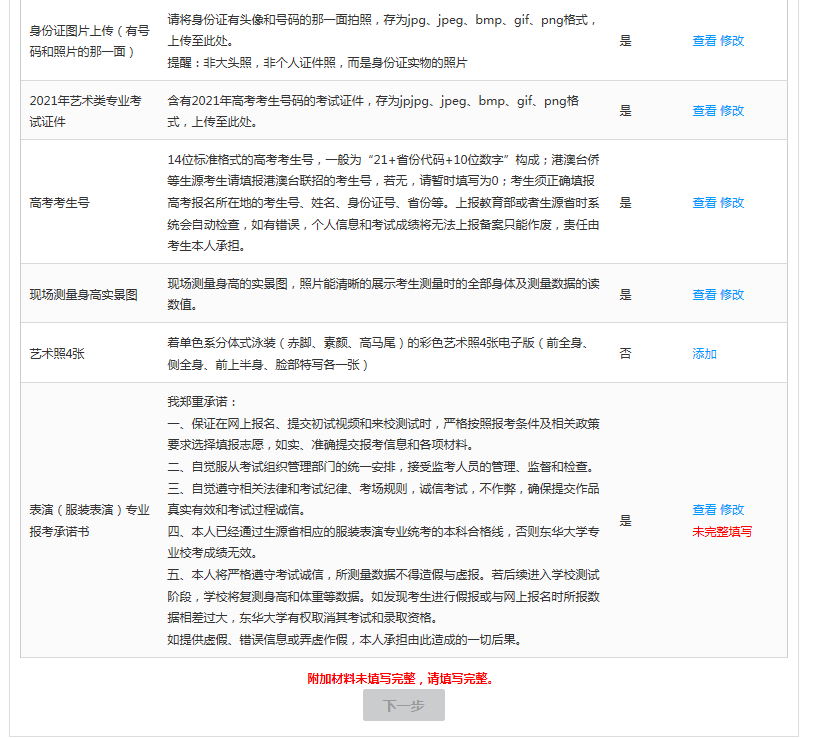 身份证图片上传（有号
码和照片的那一面）
请将身份证有头像和号码的那一面拍照，存为jpg、jpeg、bmp、gif、png格式，
上传至此处。
提醒：非大头照，非个人证件照，而是身份证实物的照片
是
查看 修改
2021年艺术类专业考
试证件
含有2021年高考考生号码的考试证件，存为jpjpg、jpeg、bmp、gif、png格
式，上传至此处。
是
查看 修改
高考考生号
14位标准格式的高考考生号，一般为“21+省份代码+10位数字”构成；港澳台侨
等生源考生请填报港澳台联招的考生号，若无，请暂时填写为0；考生须正确填报
高考报名所在地的考生号、姓名、身份证号、省份等。上报教育部或者生源省时系
统会自动检查，如有错误，个人信息和考试成绩将无法上报备案只能作废，责任由
考生本人承担。
是
查看 修改
现场测量身高实景图
现场测量身高的实景图，照片能清晰的展示考生测量时的全部身体及测量数据的读
数值。
是
查看 修改
艺术照4张
着单色系分体式泳装（赤脚、素颜、高马尾）的彩色艺术照4张电子版（前全身、
侧全身、前上半身、脸部特写各一张）
否
添加
表演（服装表演）专业
报考承诺书
我郑重承诺：
一、保证在网上报名、提交初试视频和来校测试时，严格按照报考条件及相关政策
要求选择填报志愿，如实、准确提交报考信息和各项材料。
二、自觉服从考试组织管理部门的统一安排，接受监考人员的管理、监督和检查。
三、自觉遵守相关法律和考试纪律、考场规则，诚信考试，不作弊，确保提交作品
真实有效和考试过程诚信。
四、本人已经通过生源省相应的服装表演专业统考的本科合格线，否则东华大学专
业校考成绩无效。
五、本人将严格遵守考试诚信，所测量数据不得造假与虚报。若后续进入学校测试
阶段，学校将复测身高和体重等数据。如发现考生进行假报或与网上报名时所报数
据相差过大，东华大学有权取消其考试和录取资格。
如提供虚假、错误信息或弄虚作假，本人承担由此造成的一切后果。
是
查看 修改
未完整填写
附加材料未填写完整，请填写完整。
下一步